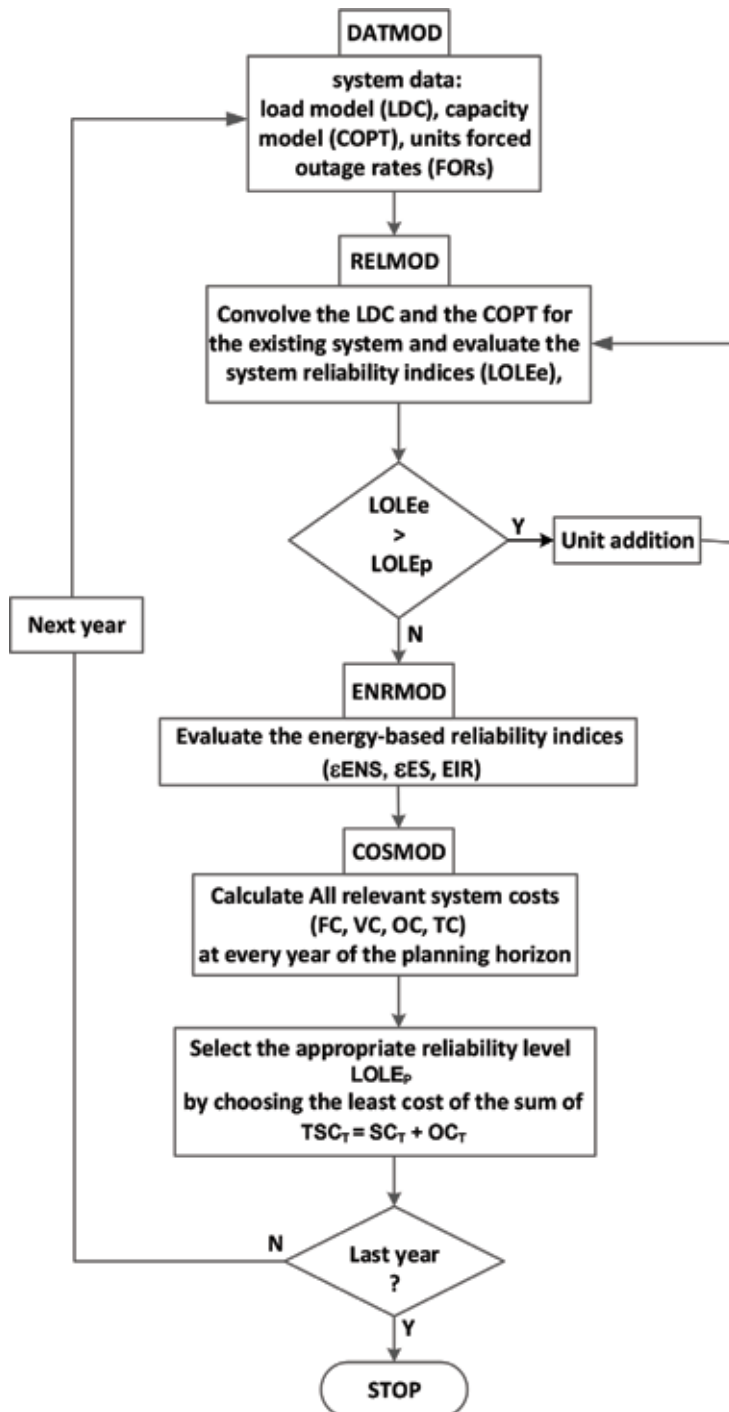 DATMOD
system data:
load model (LDC), capacity
model (COPT), units forced
outage rates (FORs)
RELMOD
Convolve the LDC and the COPT for
the existing system and evaluate the
system reliability indices (LOLEe),
LOLEe
>
LOLEp
Y
Unit addition
Next year
N
ENRMOD
Evaluate the energy-based reliability indices
(εENS, εES, EIR)
COSMOD
Calculate All relevant system costs
(FC, VC, OC, TC)
at every year of the planning horizon
Select the appropriate reliability level
LOLEₚ
by choosing the least cost of the sum of
TSC_T = SC_T + OC_T
N
Last year
?
Y
STOP